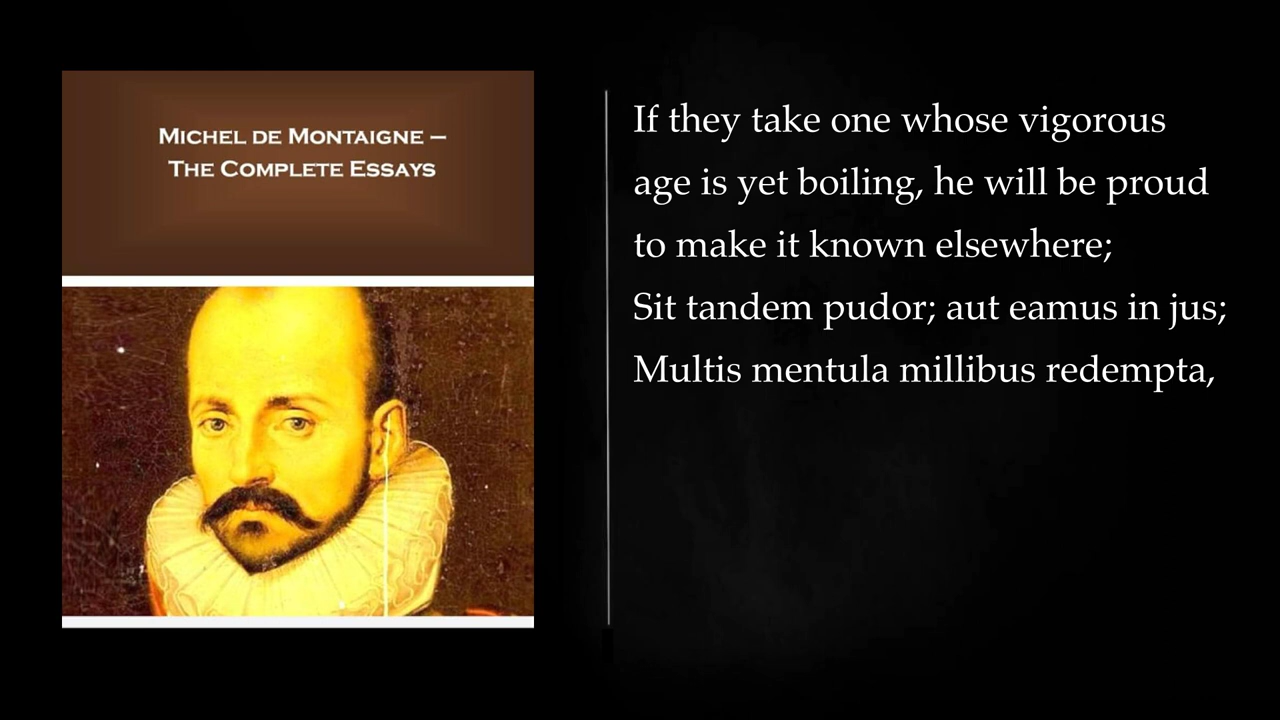 Michel de Montaigne –
The Complete Essays
If they take one whose vigorous
age is yet boiling, he will be proud
to make it known elsewhere;
Sit tandem pudor; aut eamus in jus;
Multis mentula millibus redempta,